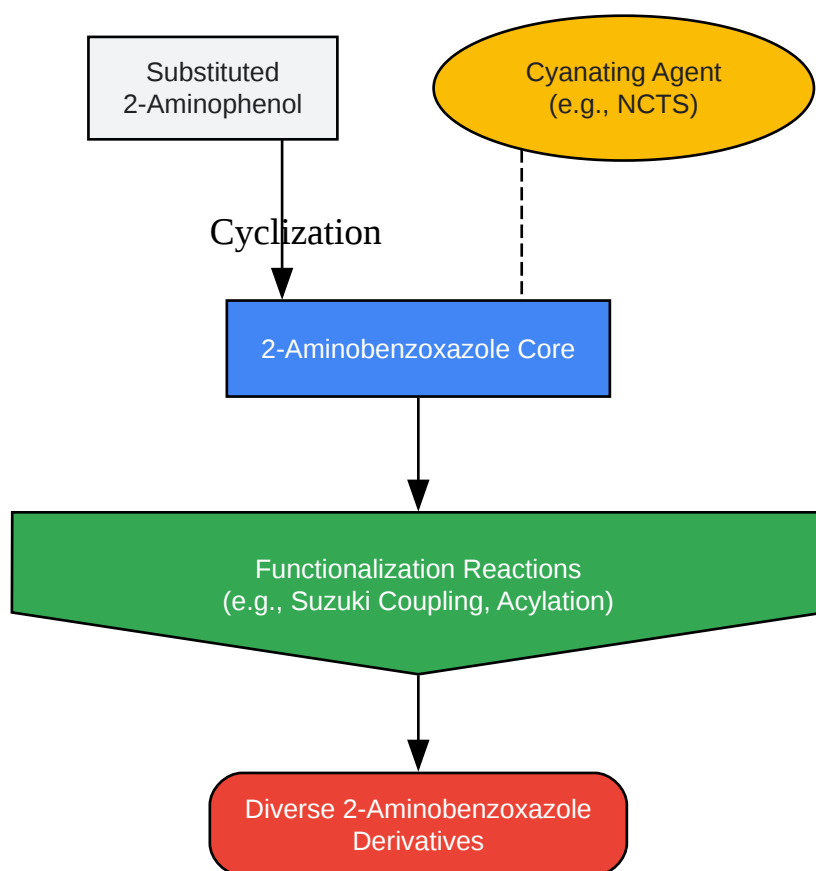 Substituted
2-Aminophenol
Cyanating Agent
(e.g., NCTS)
Cyclization
2-Aminobenzoxazole Core
Functionalization Reactions
(e.g., Suzuki Coupling, Acylation)
Diverse 2-Aminobenzoxazole
Derivatives